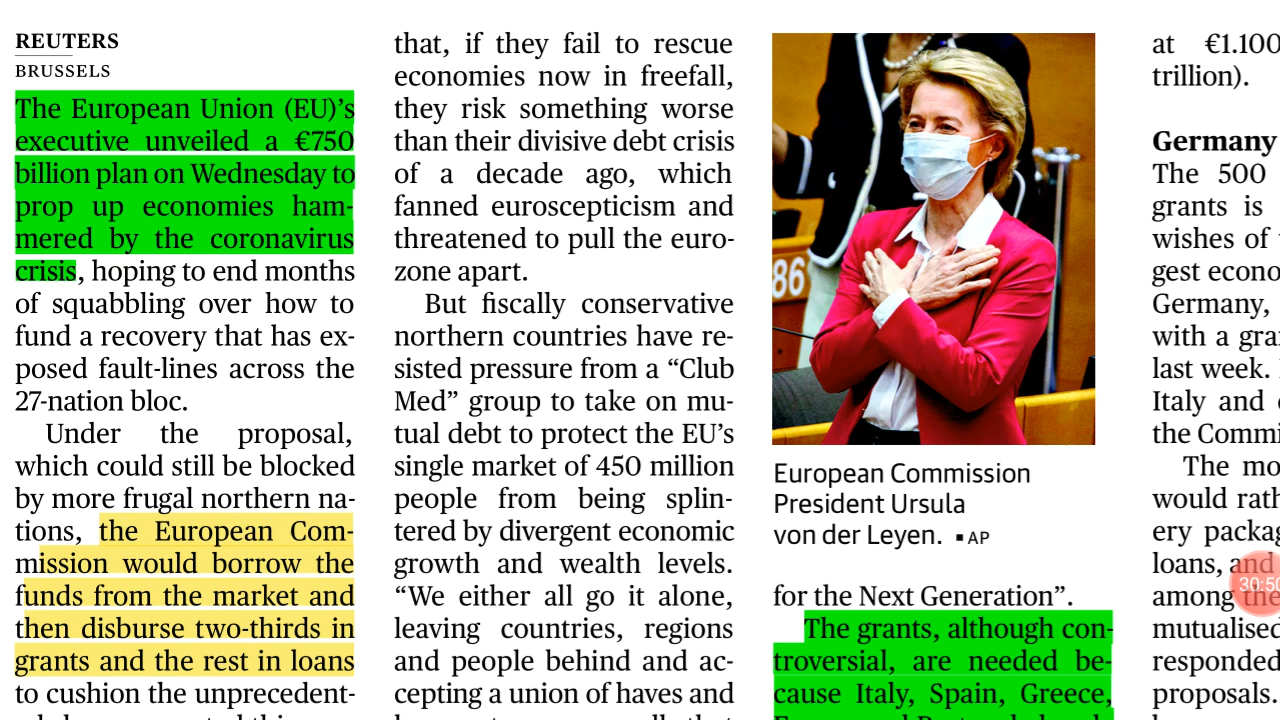 REUTERS
BRUSSELS
The European Union (EU)’s
executive unveiled a €750
billion plan on Wednesday to
prop up economies ham-
mered by the coronavirus
crisis, hoping to end months
of squabbling over how to
fund a recovery that has ex-
posed fault-lines across the
27-nation bloc.
Under the proposal,
which could still be blocked
by more frugal northern na-
tions, the European Com-
mission would borrow the
funds from the market and
then disburse two-thirds in
grants and the rest in loans
to cushion the unprecedent-
that, if they fail to rescue
economies now in freefall,
they risk something worse
than their divisive debt crisis
of a decade ago, which
fanned euroscepticism and
threatened to pull the euro-
zone apart.
But fiscally conservative
northern countries have re-
sisted pressure from a “Club
Med” group to take on mu-
tual debt to protect the EU’s
single market of 450 million
people from being splin-
tered by divergent economic
growth and wealth levels.
“We either all go it alone,
leaving countries, regions
and people behind and ac-
cepting a union of haves and
86
European Commission
President Ursula
von der Leyen. ▪ AP
for the Next Generation”.
The grants, although con-
troversial, are needed be-
cause Italy, Spain, Greece,
at €1.100
trillion).
Germany
The 500
grants is
wishes of
gest econo
Germany,
with a gra
last week.
Italy and
the Commi
The mo
would rath
ery packag
loans, and
among the
mutualised
responded
proposals.
30:50